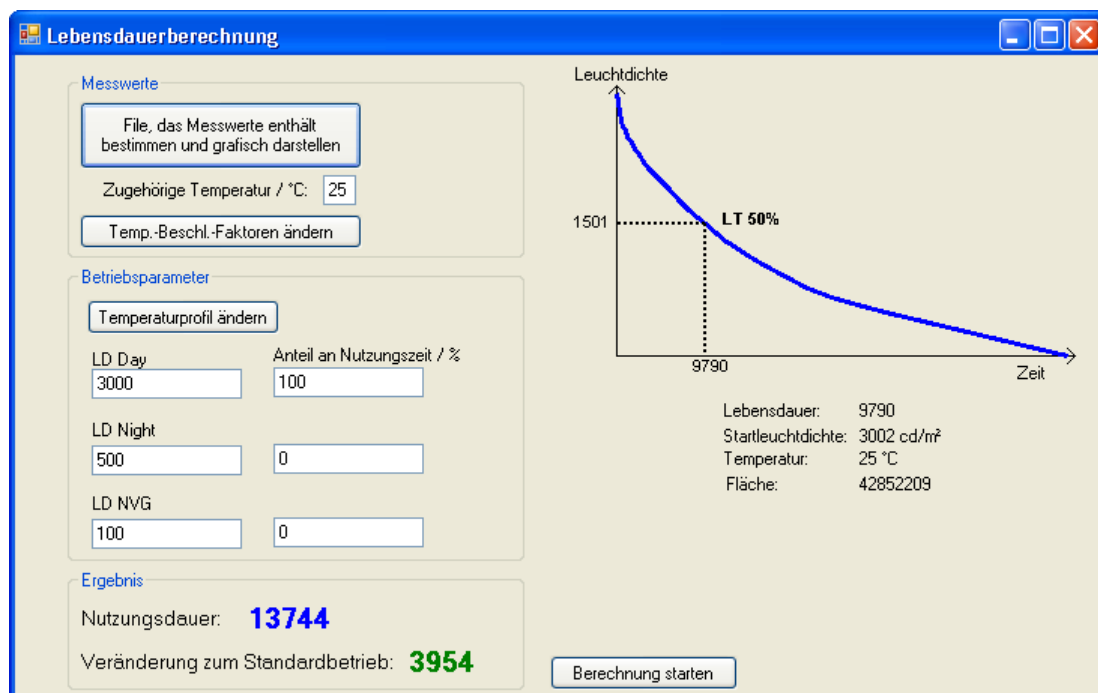 Lebensdauerberechnung
Messwerte
File, das Messwerte enthält
bestimmen und grafisch darstellen
Zugehörige Temperatur / °C: 25
Temp.-Beschl.-Faktoren ändern
Betriebsparameter
Temperaturprofil ändern
LD Day Anteil an Nutzungszeit / %
3000 100
LD Night
500 0
LD NVG
100 0
Ergebnis
Nutzungsdauer: 13744
Veränderung zum Standardbetrieb: 3954
Leuchtdichte
1501 LT 50%
9790
Zeit
Lebensdauer: 9790
Startleuchtdichte: 3002 cd/m²
Temperatur: 25 °C
Fläche: 42852209
Berechnung starten